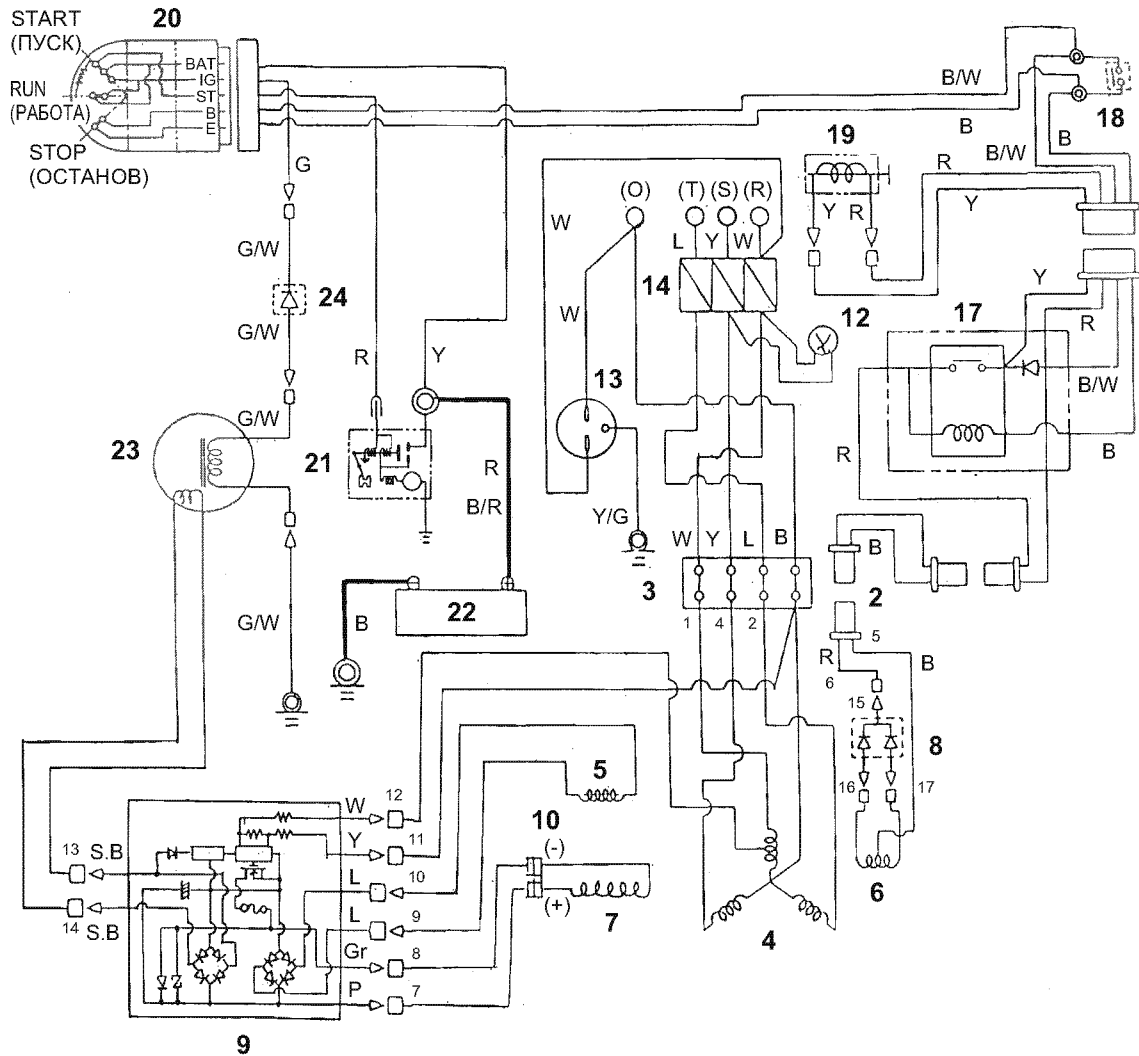 START
(ПУСК)
20
BAT
IG
ST
B
E
RUN
(РАБОТА)
STOP
(ОСТАНОВ)
B/W
B
18
B
19
B/W
R
Y
G
(O)
(T)
(S)
(R)
W
L
Y
W
Y
R
G/W
24
14
12
17
Y
R
W
G/W
R
Y
13
B/W
B
G/W
23
21
R
R
B/R
Y/G
W
Y
L
B
B
3
2
1
4
2
5
22
B
G/W
R
B
6
15
8
5
16
17
W
12
10
Y
11
(-)
13
S.B
L
10
(+)
7
6
L
9
4
14
S.B
Gr
8
P
7
9